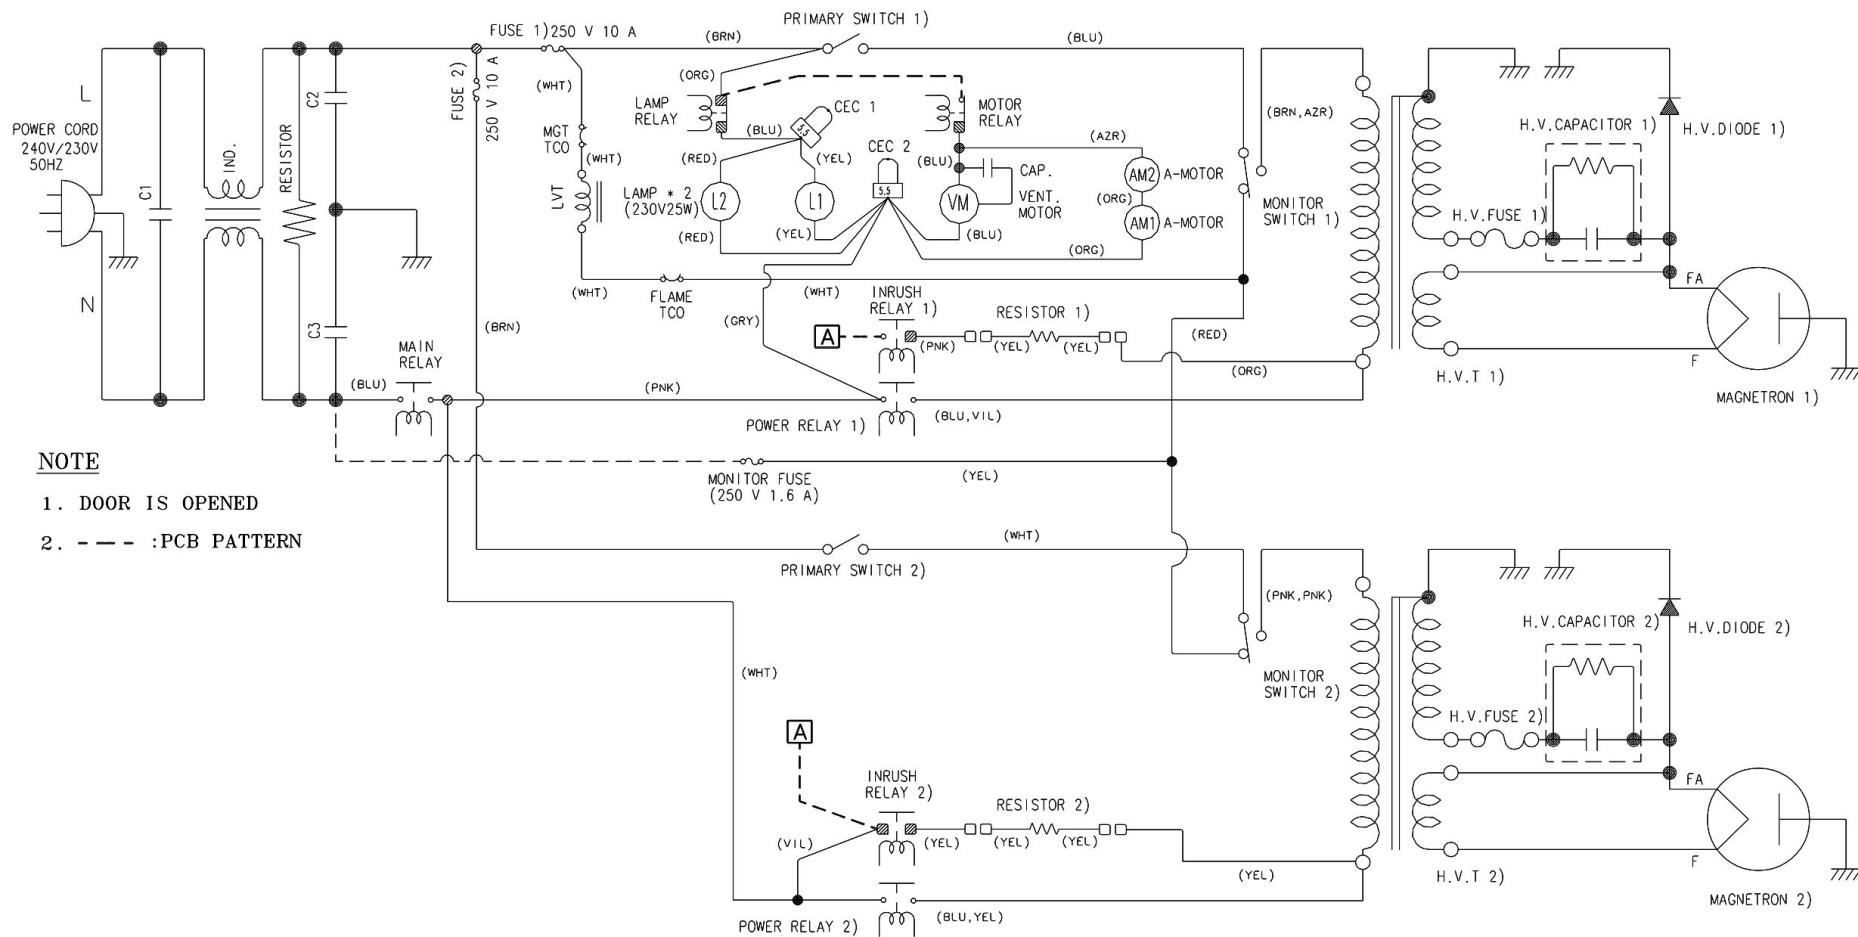 PRIMARY SWITCH 1)
FUSE 1)250 V 10 A
(BRN)
(BLU)
FUSE 2)
250 V 10 A
(WHT)
(ORG)
L
POWER CORD
240V/230V
50HZ
C1
IND.
RESISTOR
C2
LAMP
RELAY
CEC 1
5.5
MOTOR
RELAY
(BRN,AZR)
H.V.CAPACITOR 1)
H.V.DIODE 1)
MGT
TCO
(BLU)
(AZR)
CEC 2
5.5
(WHT)
(RED)
(YEL)
(BLU)
CAP.
AM2
A-MOTOR
LVT
LAMP * 2
(230V25W)
L2
L1
VM
VENT.
MOTOR
(ORG)
AM1
A-MOTOR
MONITOR
SWITCH 1)
H.V.FUSE 1)
(RED)
(YEL)
(BLU)
(ORG)
N
(WHT)
FLAME
TCO
(WHT)
INRUSH
RELAY 1)
RESISTOR 1)
FA
(GRY)
(BRN)
C3
A
(PNK)
(YEL)
(YEL)
(RED)
MAIN
RELAY
(ORG)
F
H.V.T 1)
MAGNETRON 1)
(BLU)
(PNK)
POWER RELAY 1)
(BLU,VIL)
NOTE
1. DOOR IS OPENED
2. - — — - :PCB PATTERN
MONITOR FUSE
(250 V 1.6 A)
(YEL)
(WHT)
PRIMARY SWITCH 2)
(PNK,PNK)
H.V.CAPACITOR 2)
H.V.DIODE 2)
(WHT)
MONITOR
SWITCH 2)
H.V.FUSE 2)
A
INRUSH
RELAY 2)
RESISTOR 2)
FA
(VIL)
(YEL)
(YEL)
(YEL)
(YEL)
F
H.V.T 2)
MAGNETRON 2)
POWER RELAY 2)
(BLU,YEL)